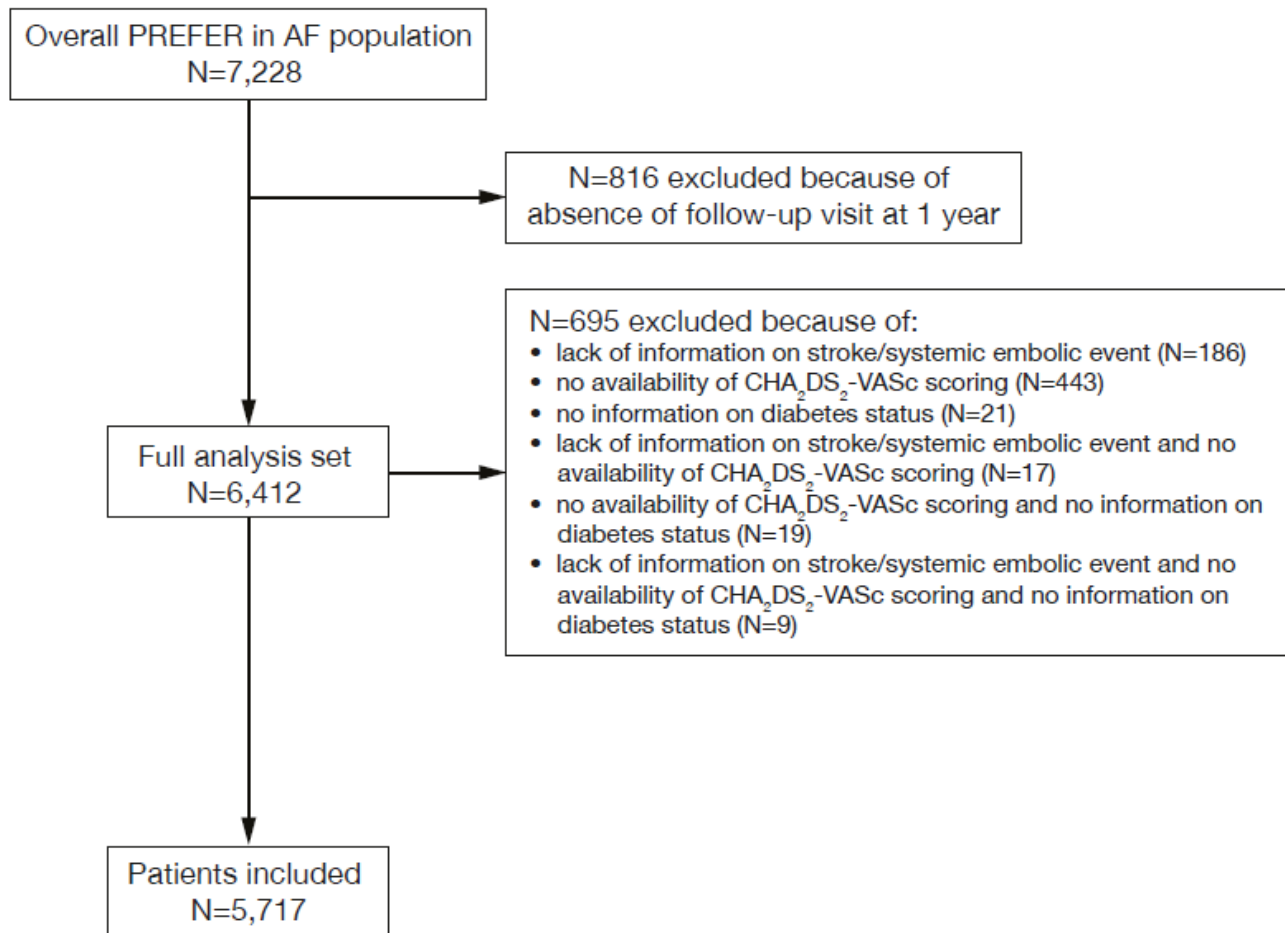 Overall PREFER in AF population
N=7,228
N=816 excluded because of
absence of follow-up visit at 1 year
N=695 excluded because of:
• lack of information on stroke/systemic embolic event (N=186)
• no availability of CHA₂DS₂-VASc scoring (N=443)
• no information on diabetes status (N=21)
• lack of information on stroke/systemic embolic event and no
availability of CHA₂DS₂-VASc scoring (N=17)
• no availability of CHA₂DS₂-VASc scoring and no information on
diabetes status (N=19)
• lack of information on stroke/systemic embolic event and no
availability of CHA₂DS₂-VASc scoring and no information on
diabetes status (N=9)
Full analysis set
N=6,412
Patients included
N=5,717